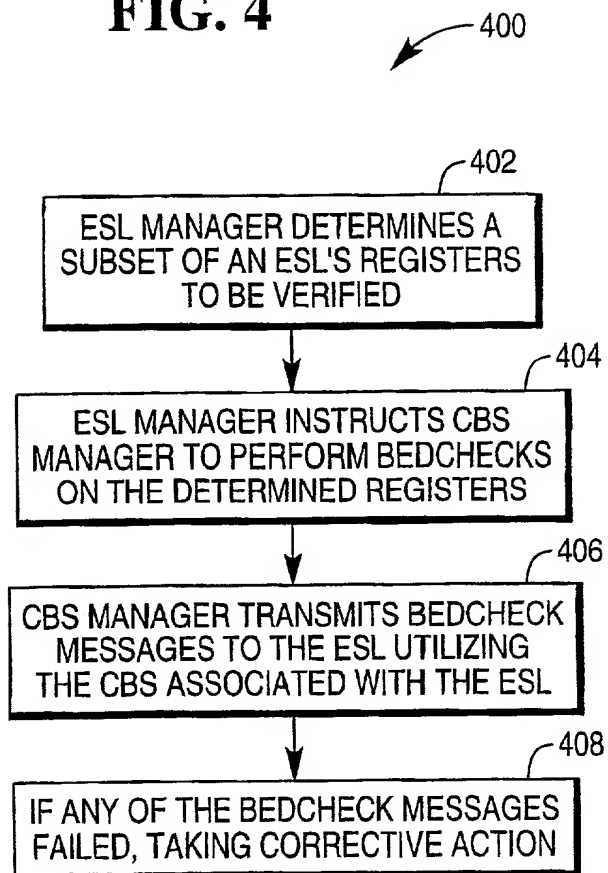 FIG. 4
400
402
ESL MANAGER DETERMINES A
SUBSET OF AN ESL'S REGISTERS
TO BE VERIFIED
404
ESL MANAGER INSTRUCTS CBS
MANAGER TO PERFORM BEDCHECKS
ON THE DETERMINED REGISTERS
406
CBS MANAGER TRANSMITS BEDCHECK
MESSAGES TO THE ESL UTILIZING
THE CBS ASSOCIATED WITH THE ESL
408
IF ANY OF THE BEDCHECK MESSAGES
FAILED, TAKING CORRECTIVE ACTION